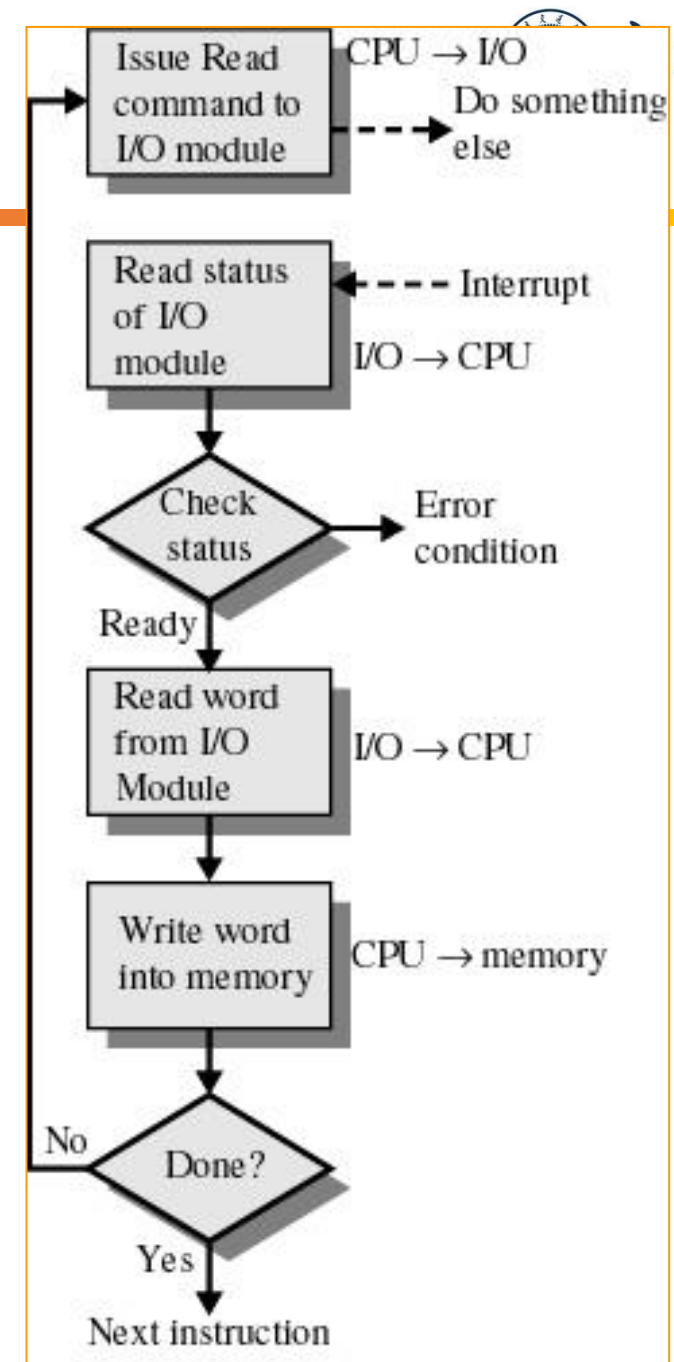 Issue Read
command to
I/O module
CPU → I/O
Do something
else
Read status
of I/O
module
Interrupt
I/O → CPU
Check
status
Error
condition
Ready
Read word
from I/O
Module
I/O → CPU
Write word
into memory
CPU → memory
No
Done?
Yes
Next instruction